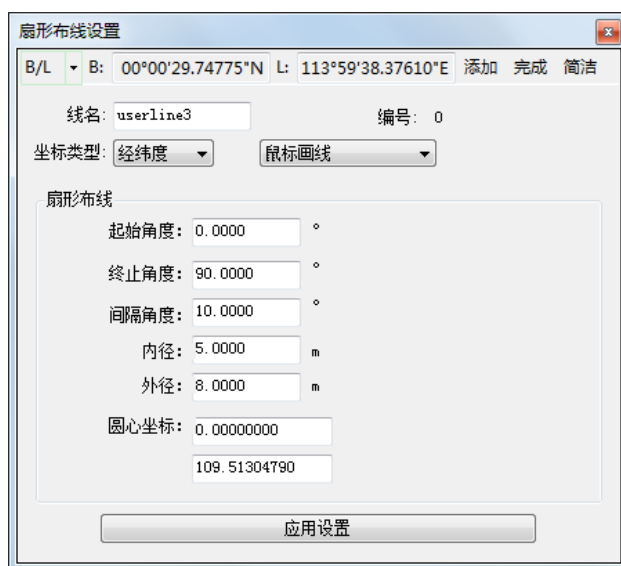 扇形布线设置
B/L B: 00°00'29.74775"N L: 113°59'38.37610"E 添加 完成 简洁
线名: userline3 编号: 0
坐标类型: 经纬度 鼠标画线
扇形布线
起始角度: 0.0000 °
终止角度: 90.0000 °
间隔角度: 10.0000 °
内径: 5.0000 m
外径: 8.0000 m
圆心坐标: 0.00000000
109.51304790
应用设置